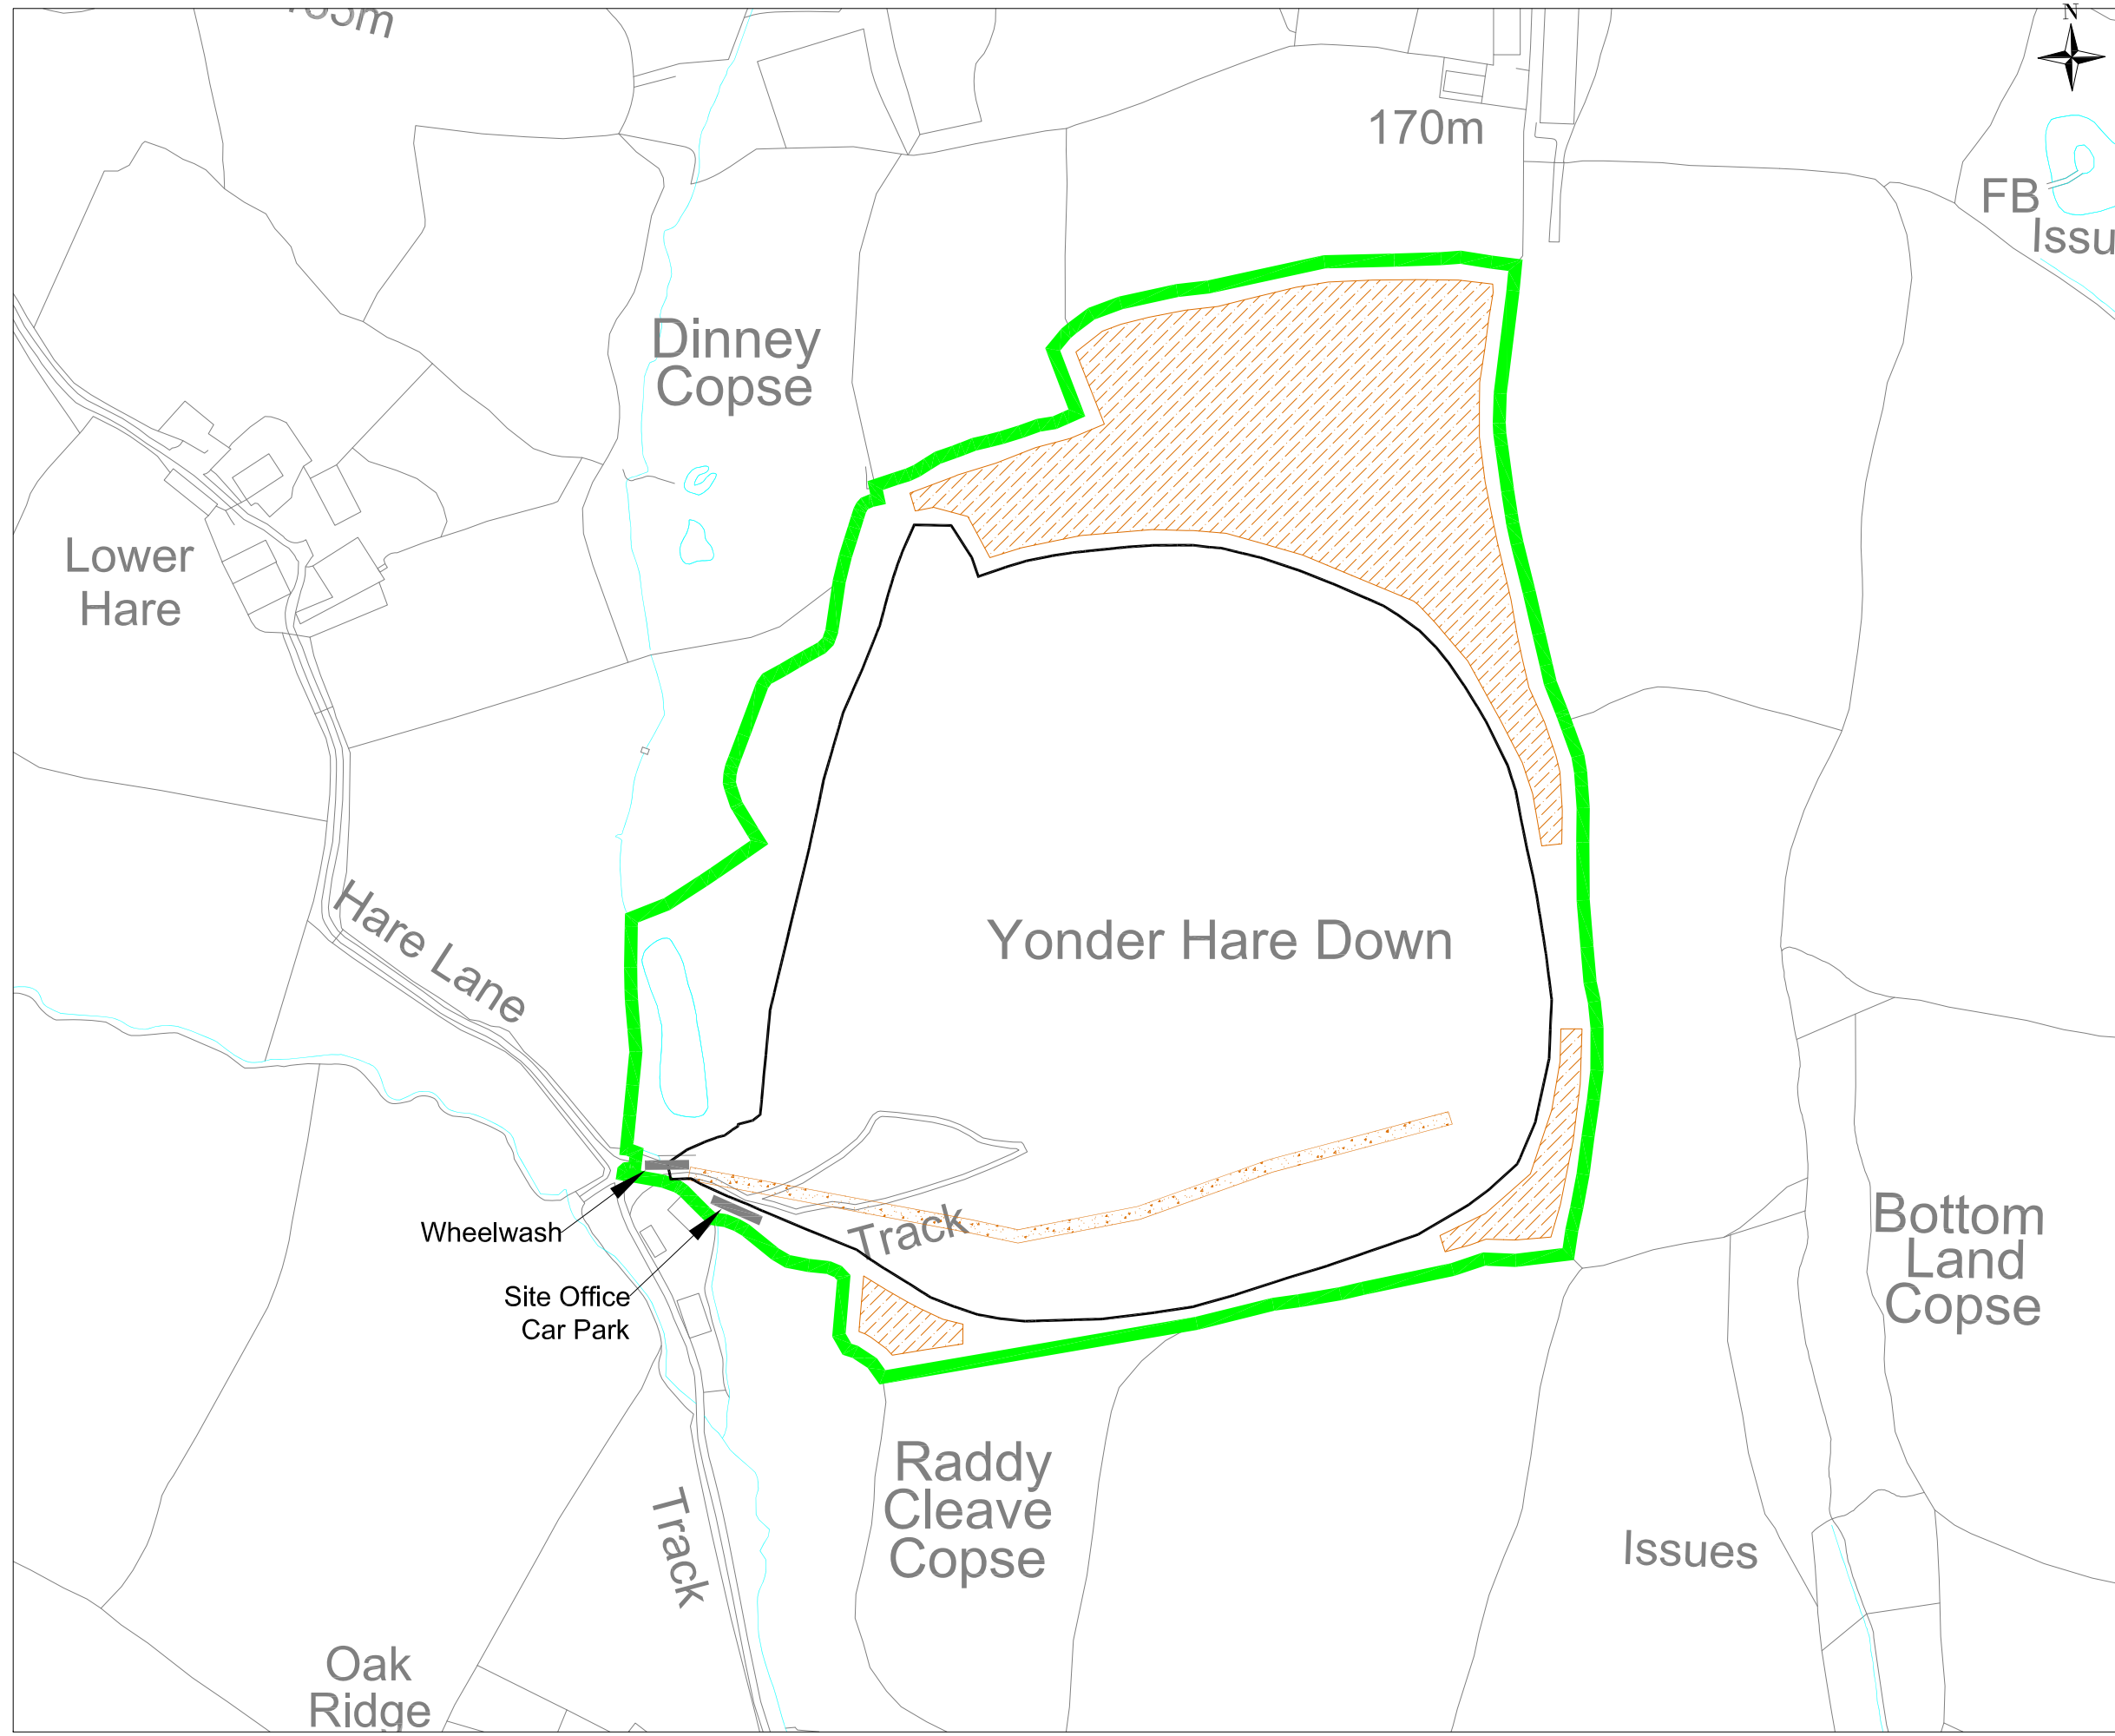 N
170m
FB
Dinney
Copse
Lower
Hare
Hare Lane
Yonder Hare Down
Wheelwash
Track
Site Office
Car Park
Bottom
Land
Copse
Raddy
Cleave
Copse
Track
Issues
Oak
Ridge